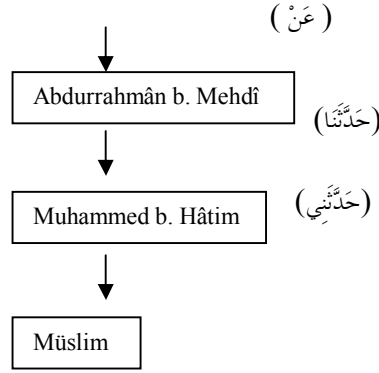 ( عَنْ )
Abdurrahmân b. Mehdî
(حَدَّثَنَا)
Muhammed b. Hâtim
(حَدَّثَنِي)
Müslim